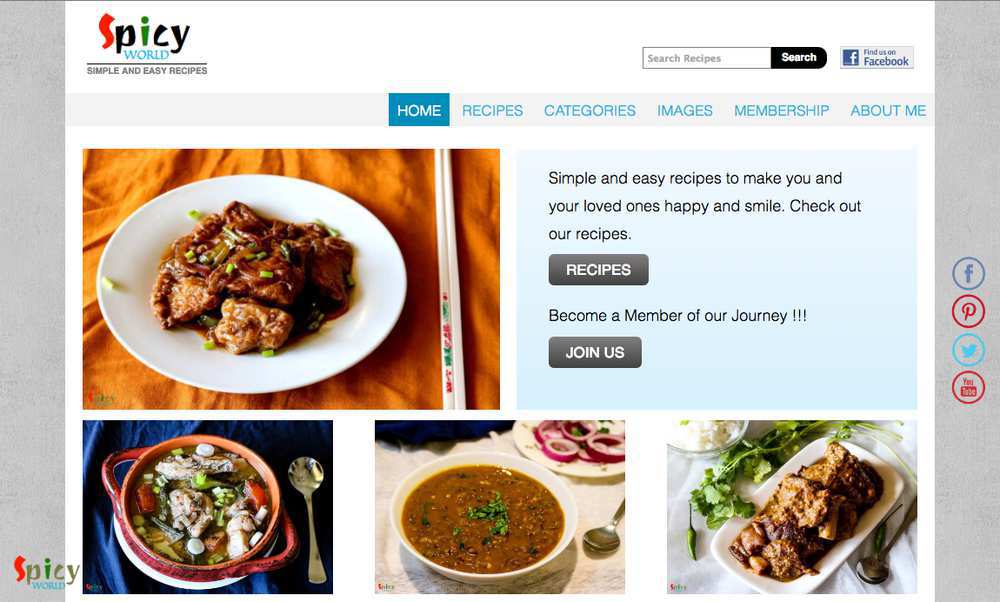 Spicy
WORLD
SIMPLE AND EASY RECIPES
Search Recipes
Search
Find us on
Facebook
HOME
RECIPES
CATEGORIES
IMAGES
MEMBERSHIP
ABOUT ME
Simple and easy recipes to make you and
your loved ones happy and smile. Check out
our recipes.
RECIPES
Become a Member of our Journey !!!
JOIN US
You
Tube
Spicy
WORLD